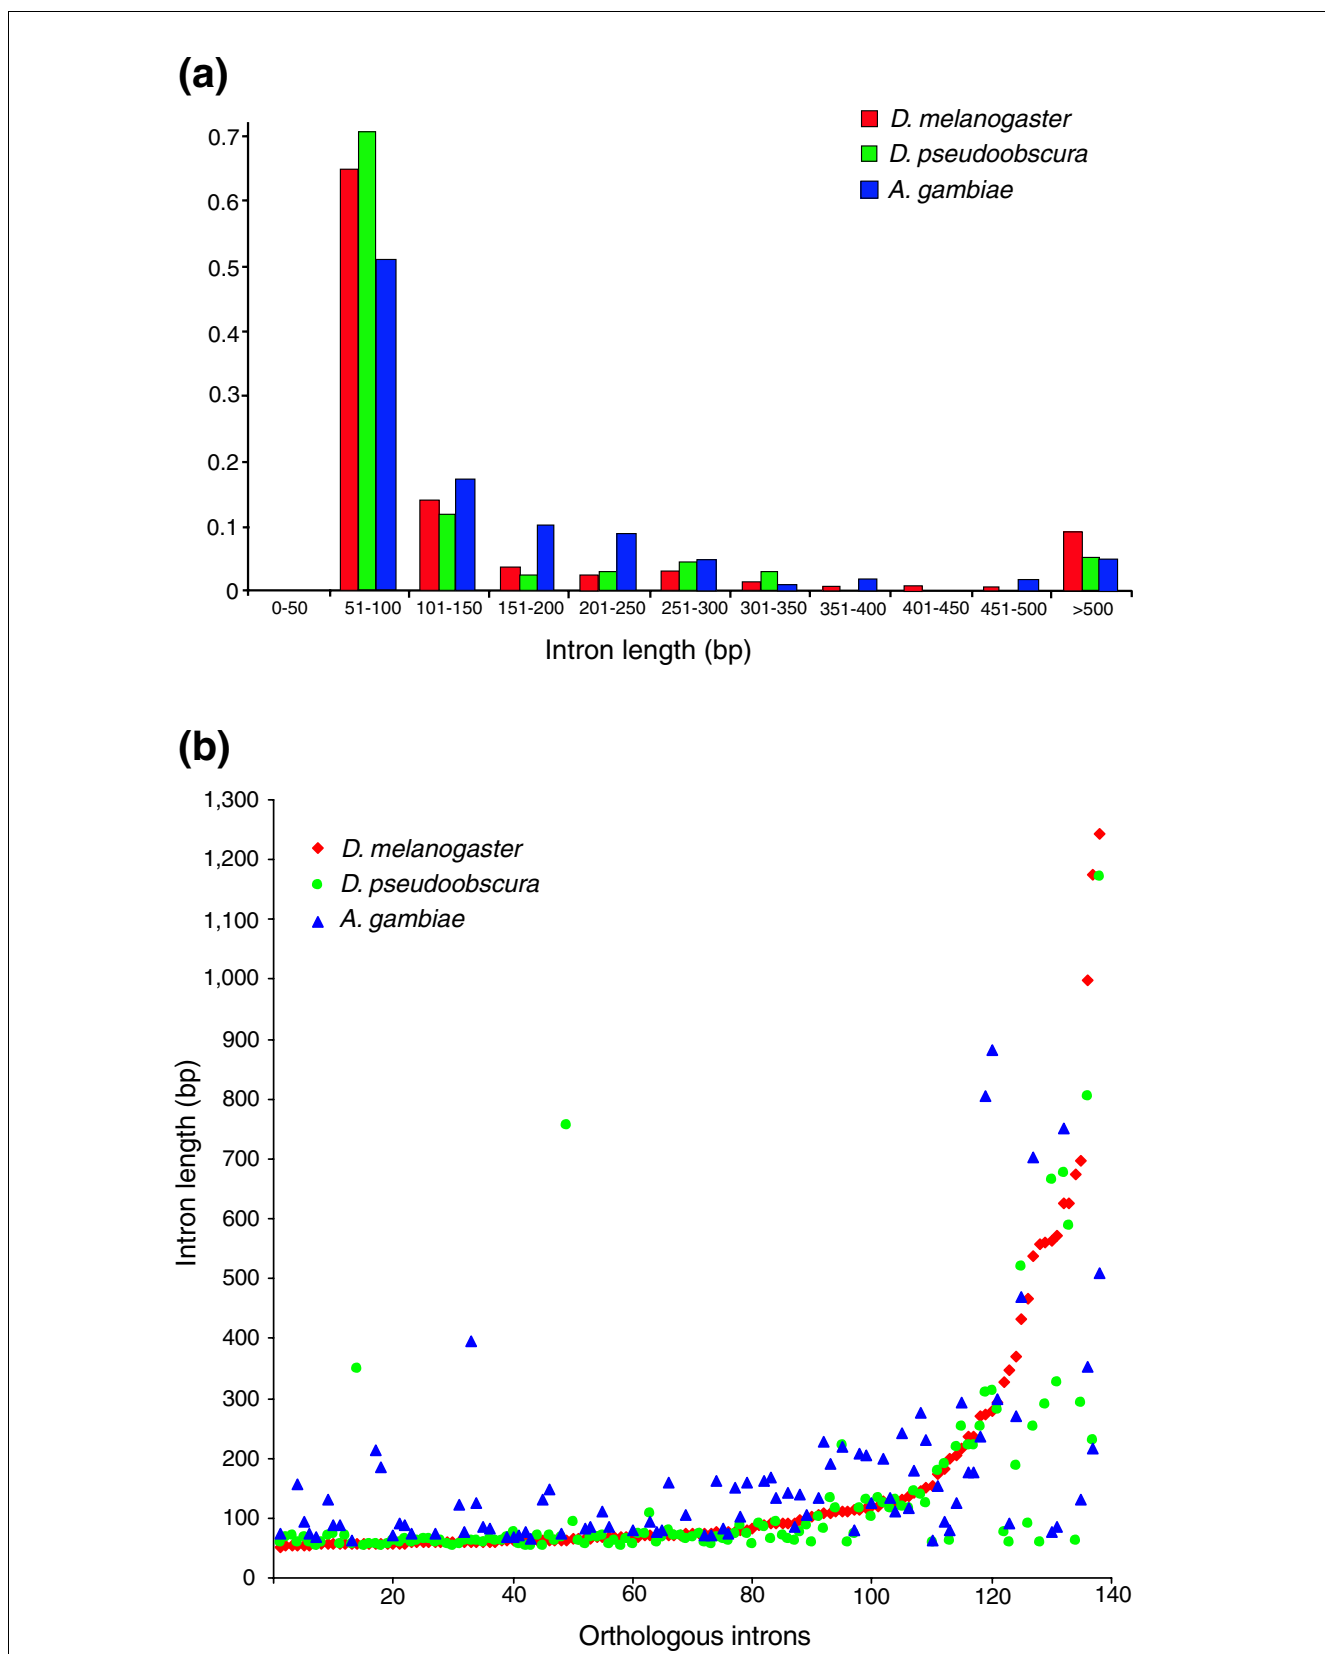 (a)
D. melanogaster
D. pseudoobscura
A. gambiae
0.7
0.6
0.5
0.4
0.3
0.2
0.1
0
0-50 51-100 101-150 151-200 201-250 251-300 301-350 351-400 401-450 451-500 >500
Intron length (bp)
(b)
1,300
1,200
1,100
1,000
900
800
700
600
500
400
300
200
100
0
D. melanogaster
D. pseudoobscura
A. gambiae
Intron length (bp)
20 40 60 80 100 120 140
Orthologous introns